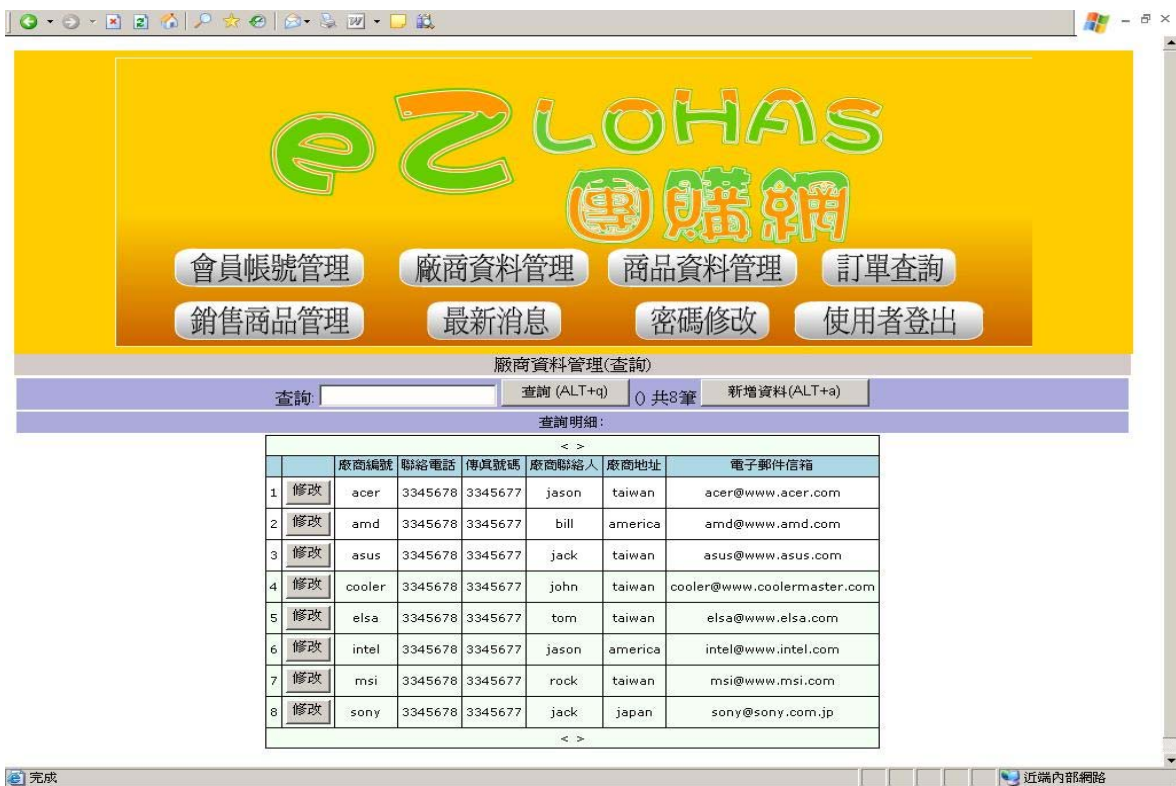 eZ LOHAS
團購網
會員帳號管理 廠商資料管理 商品資料管理 訂單查詢
銷售商品管理 最新消息 密碼修改 使用者登出
廠商資料管理(查詢)
查詢: 查詢 (ALT+q) () 共8筆 新增資料(ALT+a)
查詢明細:
< >
廠商編號 聯絡電話 傳真號碼 廠商聯絡人 廠商地址 電子郵件信箱
1 修改 acer 3345678 3345677 jason taiwan acer@www.acer.com
2 修改 amd 3345678 3345677 bill america amd@www.amd.com
3 修改 asus 3345678 3345677 jack taiwan asus@www.asus.com
4 修改 cooler 3345678 3345677 john taiwan cooler@www.coolermaster.com
5 修改 elsa 3345678 3345677 tom taiwan elsa@www.elsa.com
6 修改 intel 3345678 3345677 jason america intel@www.intel.com
7 修改 msi 3345678 3345677 rock taiwan msi@www.msi.com
8 修改 sony 3345678 3345677 jack japan sony@sony.com.jp
< >
完成 近端內部網路